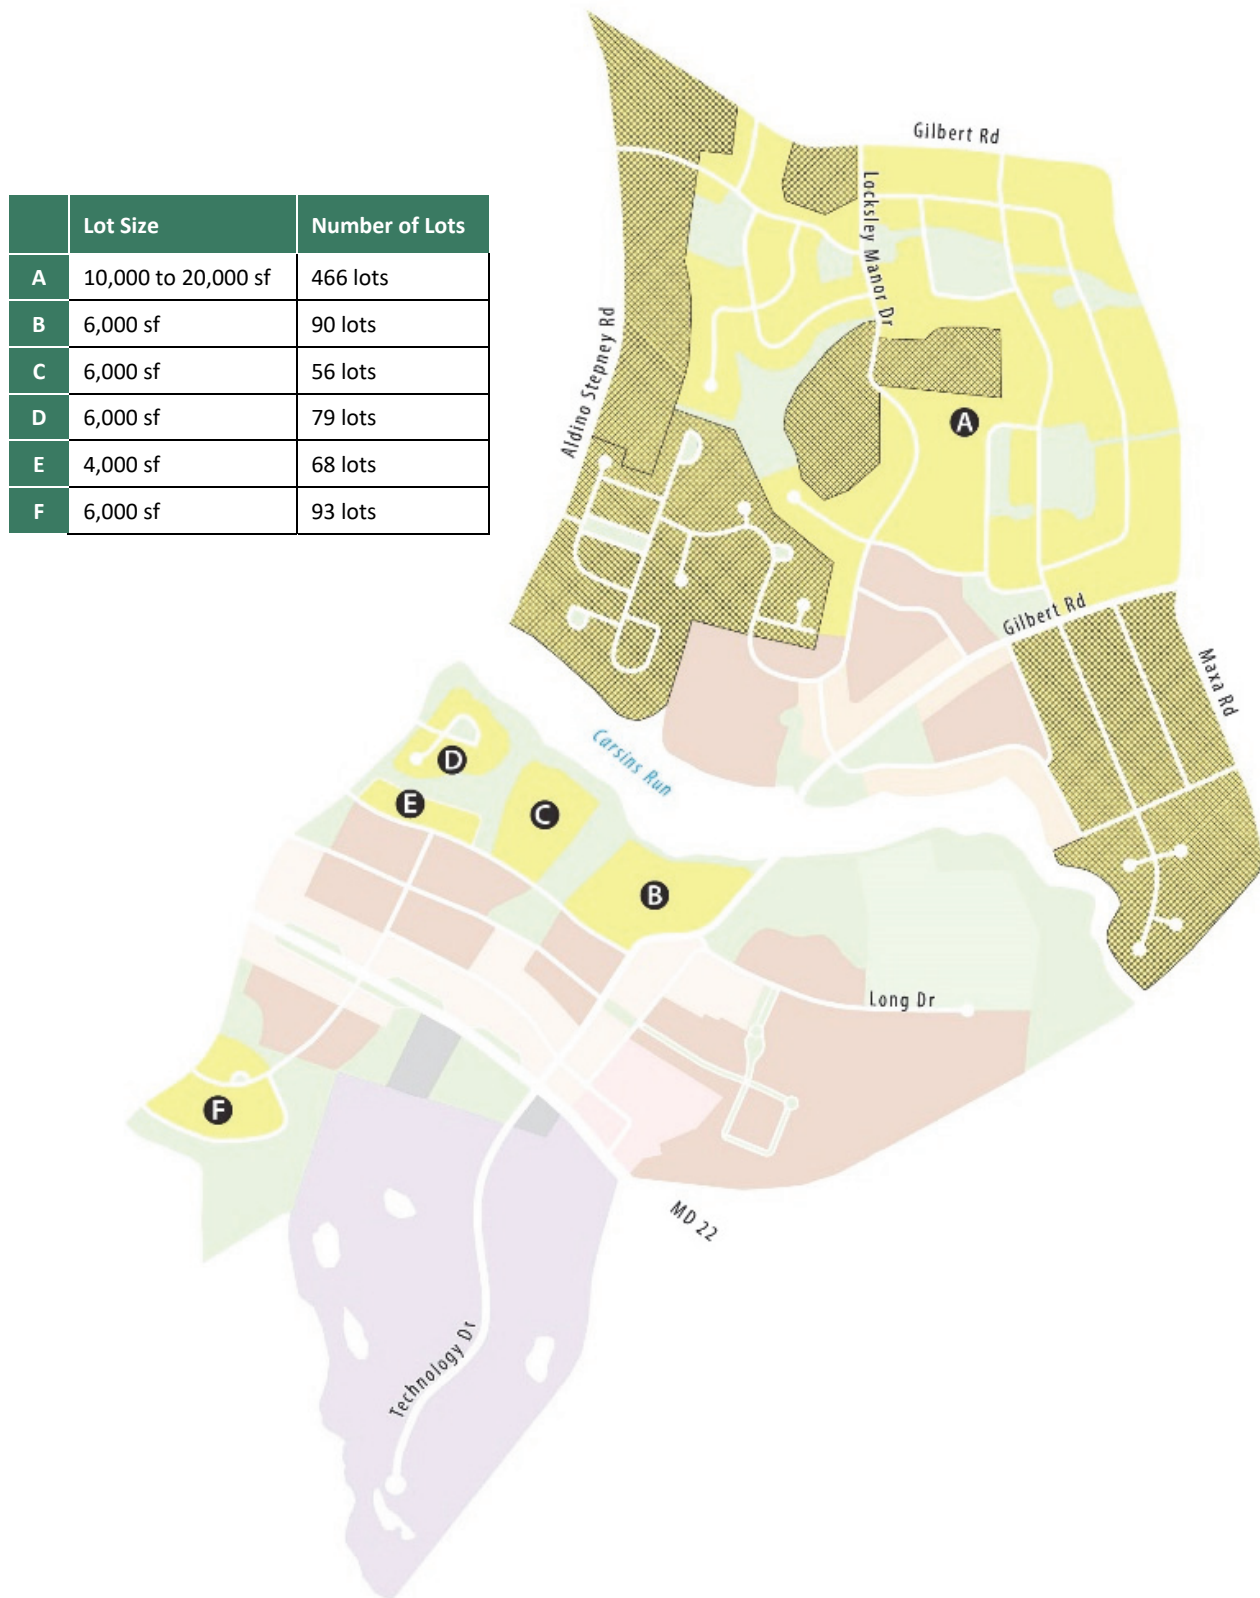 Lot Size Number of Lots
A 10,000 to 20,000 sf 466 lots
B 6,000 sf 90 lots
C 6,000 sf 56 lots
D 6,000 sf 79 lots
E 4,000 sf 68 lots
F 6,000 sf 93 lots
Gilbert Rd
Locksley Manor Dr
Aldino Stepney Rd
A
Gilbert Rd
Maxa Rd
Carsins Run
D
E
C
B
Long Dr
F
MD 22
Technology Dr